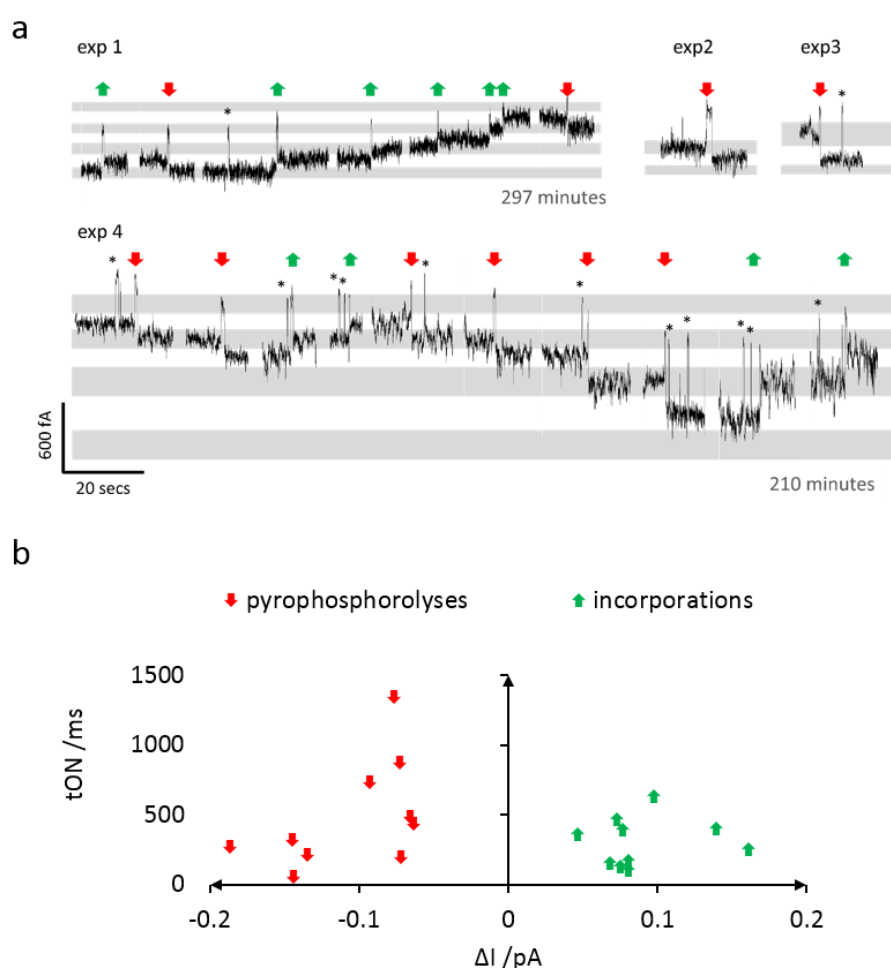 a
exp 1
exp2
exp3
*
*
297 minutes
exp 4
* * * * * * * * * * *
600 fA
20 secs
210 minutes
b
pyrophosphorolyses
incorporations
tON /ms
1500
1000
500
0
-0.2 -0.1 0 0.1 0.2
ΔI /pA